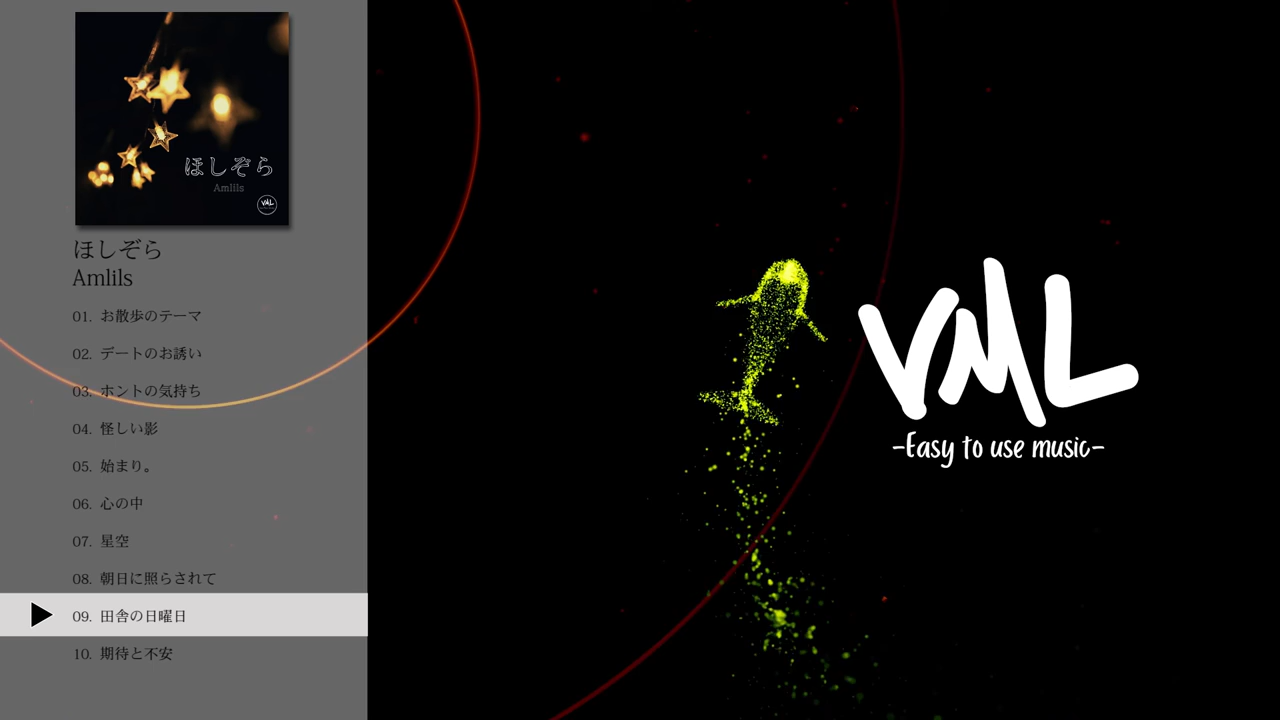 ほしぞら
Amlils
VML
ほしぞら
Amlils
01. お散歩のテーマ
02. デートのお誘い
03. ホントの気持ち
04. 怪しい影
05. 始まり。
06. 心の中
07. 星空
08. 朝日に照らされて
09. 田舎の日曜日
10. 期待と不安
VML
-Easy to use music-